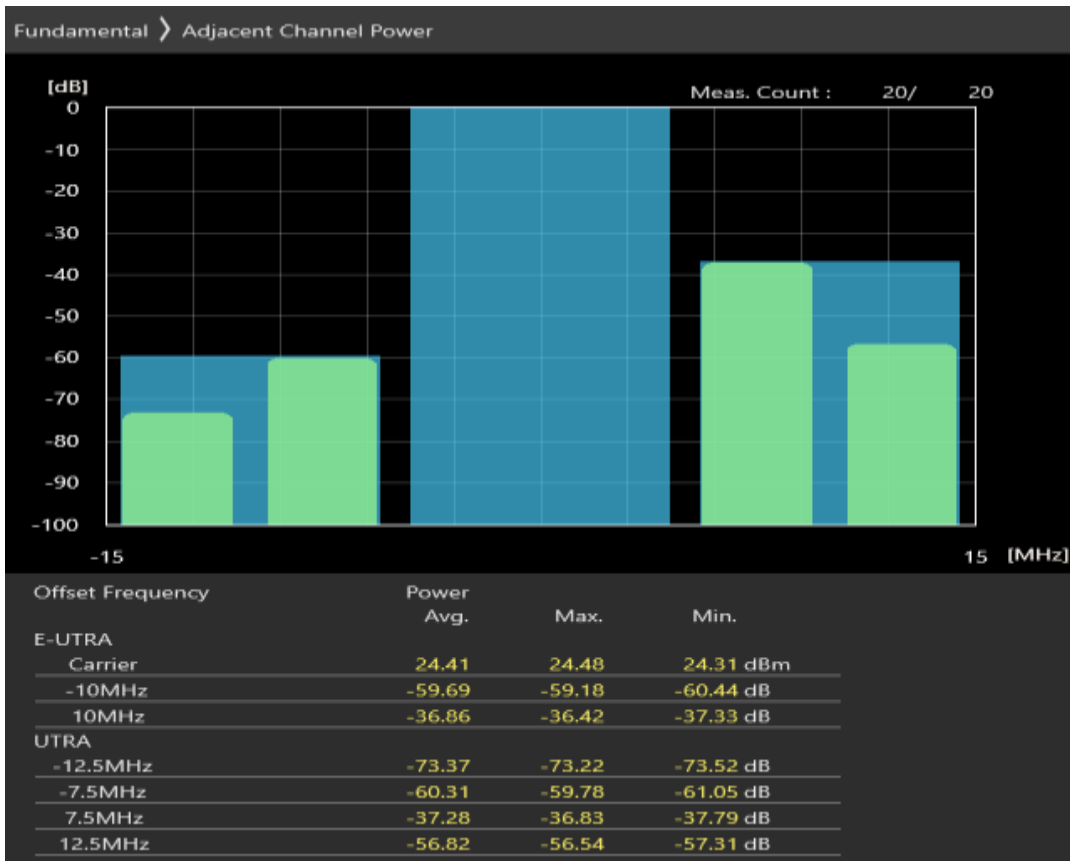 Fundamental ❯ Adjacent Channel Power
[dB]
Meas. Count : 20/ 20
0
-10
-20
-30
-40
-50
-60
-70
-80
-90
-100
-15 15 [MHz]
Offset Frequency Power
Avg. Max. Min.
E-UTRA
Carrier 24.41 24.48 24.31 dBm
-10MHz -59.69 -59.18 -60.44 dB
10MHz -36.86 -36.42 -37.33 dB
UTRA
-12.5MHz -73.37 -73.22 -73.52 dB
-7.5MHz -60.31 -59.78 -61.05 dB
7.5MHz -37.28 -36.83 -37.79 dB
12.5MHz -56.82 -56.54 -57.31 dB